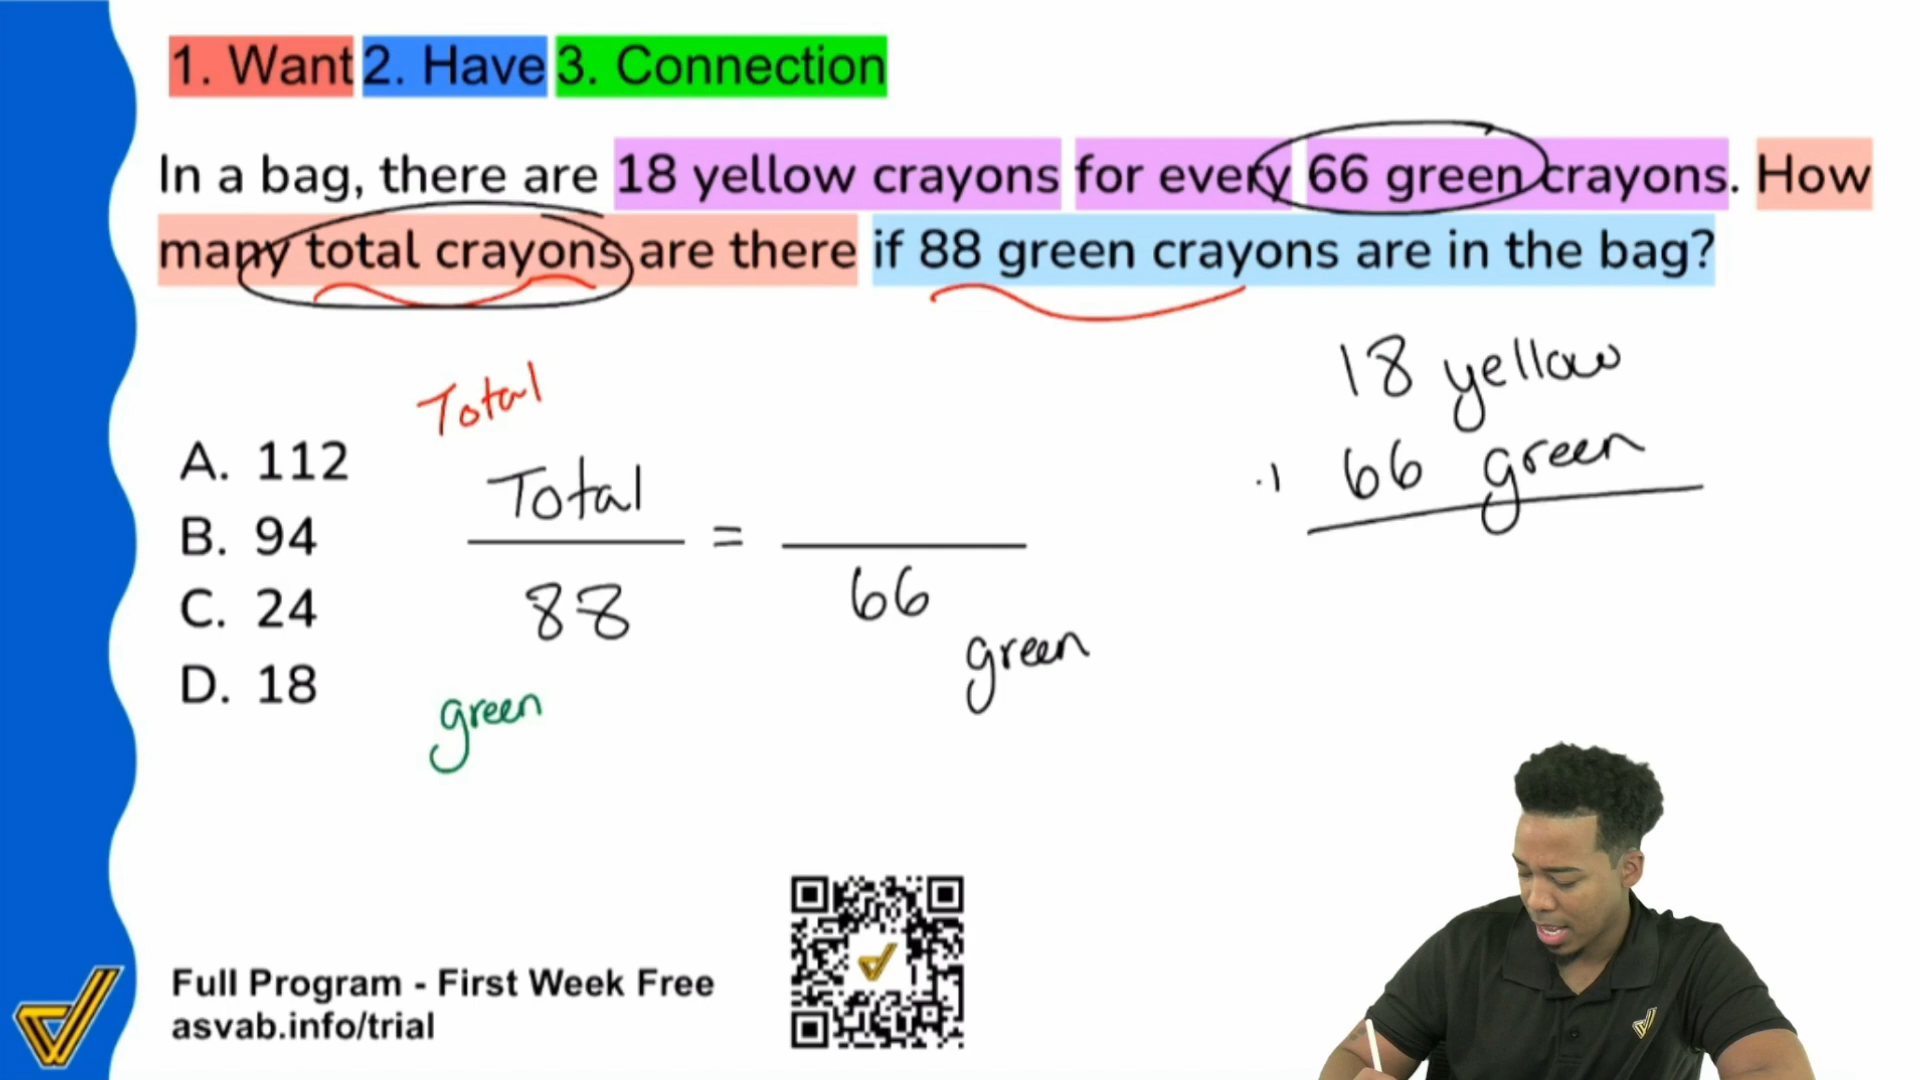 1. Want 2. Have 3. Connection
In a bag, there are 18 yellow crayons for every 66 green crayons. How
many total crayons are there if 88 green crayons are in the bag?
18 yellow
66 green
Total
A. 112
B. 94
C. 24
D. 18
Total
=
88
66
green
green
Full Program - First Week Free
asvab.info/trial